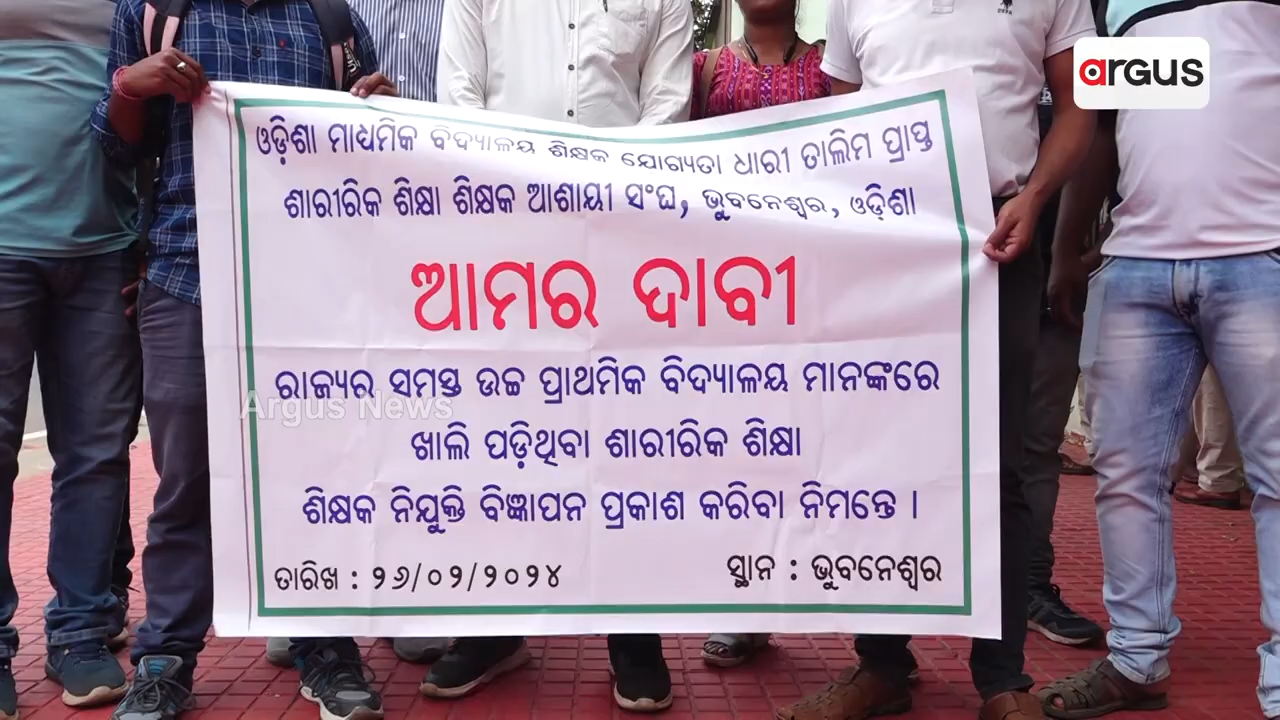 argus
ଓଡ଼ିଶା ମାଧ୍ୟମିକ ବିଦ୍ୟାଳୟ ଶିକ୍ଷକ ଯୋଗ୍ୟତା ଧାରୀ ତାଲିମ ପ୍ରାପ୍ତ
ଶାରୀରିକ ଶିକ୍ଷା ଶିକ୍ଷକ ଆଶାୟୀ ସଂଘ, ଭୁବନେଶ୍ୱର, ଓଡ଼ିଶା
ଆମର ଦାବୀ
ରାଜ୍ୟର ସମସ୍ତ ଉଚ୍ଚ ପ୍ରାଥମିକ ବିଦ୍ୟାଳୟ ମାନଙ୍କରେ
Argus News
ଖାଲି ପଡ଼ିଥିବା ଶାରୀରିକ ଶିକ୍ଷା
ଶିକ୍ଷକ ନିଯୁକ୍ତି ବିଜ୍ଞାପନ ପ୍ରକାଶ କରିବା ନିମନ୍ତେ ।
ତାରିଖ : ୨୬/୦୨/୨୦୨୪ ସ୍ଥାନ : ଭୁବନେଶ୍ୱର